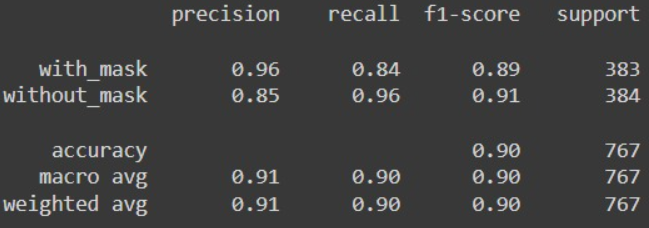 precision recall f1-score support
with_mask 0.96 0.84 0.89 383
without_mask 0.85 0.96 0.91 384
accuracy 0.90 767
macro avg 0.91 0.90 0.90 767
weighted avg 0.91 0.90 0.90 767